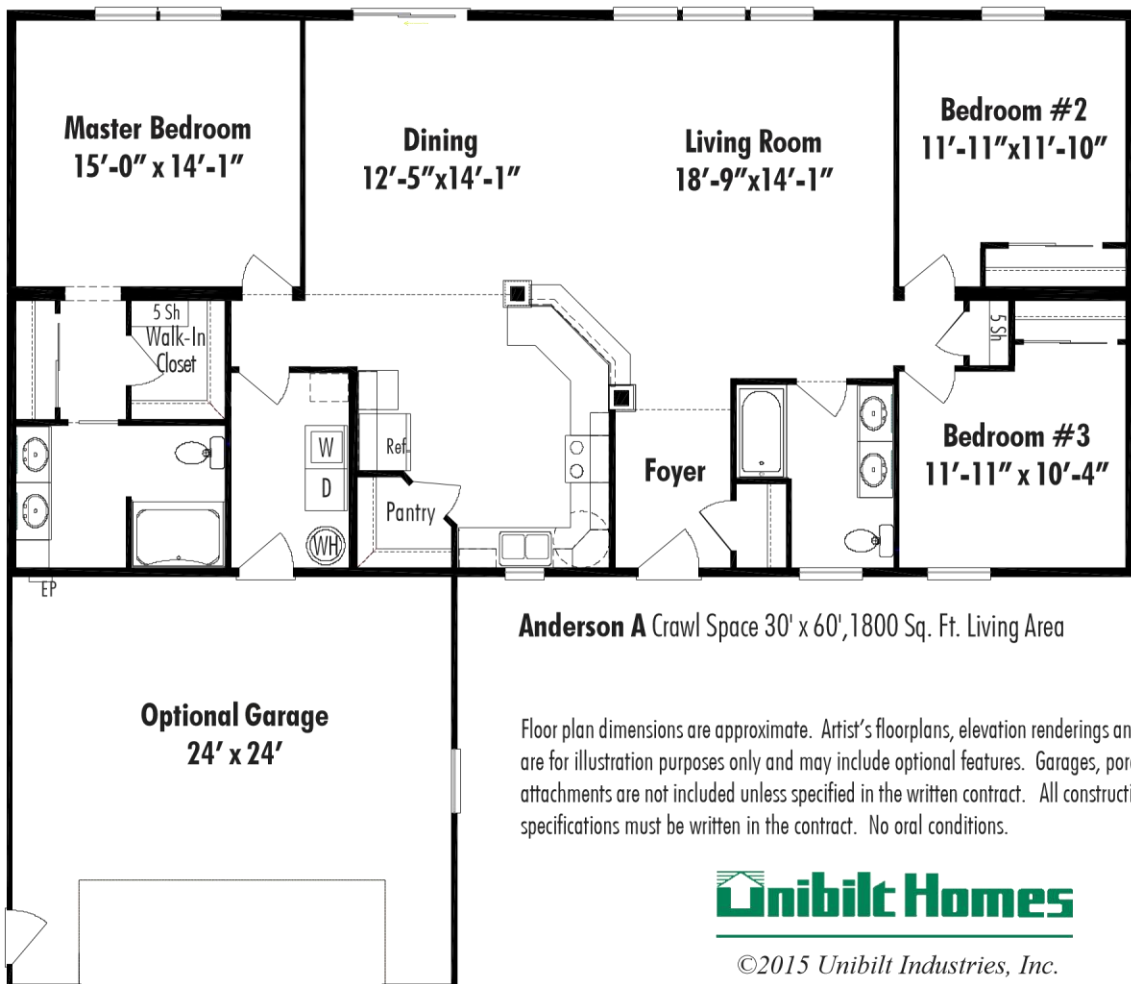 Master Bedroom
15'-0" x 14'-1"
Dining
12'-5"x14'-1"
Living Room
18'-9"x14'-1"
Bedroom #2
11'-11"x11'-10"
5 Sh
Walk-In
Closet
5 Sh
W
D
WH
Ref.
Pantry
Foyer
Bedroom #3
11'-11" x 10'-4"
EP
Optional Garage
24' x 24'
Anderson A Crawl Space 30' x 60',1800 Sq. Ft. Living Area
Floor plan dimensions are approximate. Artist's floorplans, elevation renderings an
are for illustration purposes only and may include optional features. Garages, por
attachments are not included unless specified in the written contract. All constructi
specifications must be written in the contract. No oral conditions.
Unibilt Homes
©2015 Unibilt Industries, Inc.